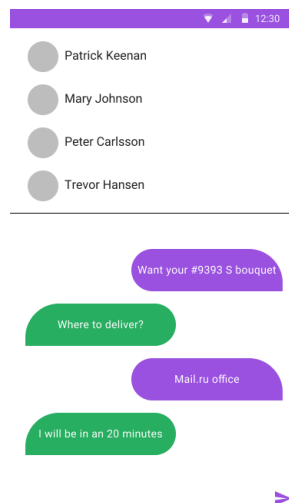 12:30
Patrick Keenan
Mary Johnson
Peter Carlsson
Trevor Hansen
Want your #9393 S bouquet
Where to deliver?
Mail.ru office
I will be in an 20 minutes